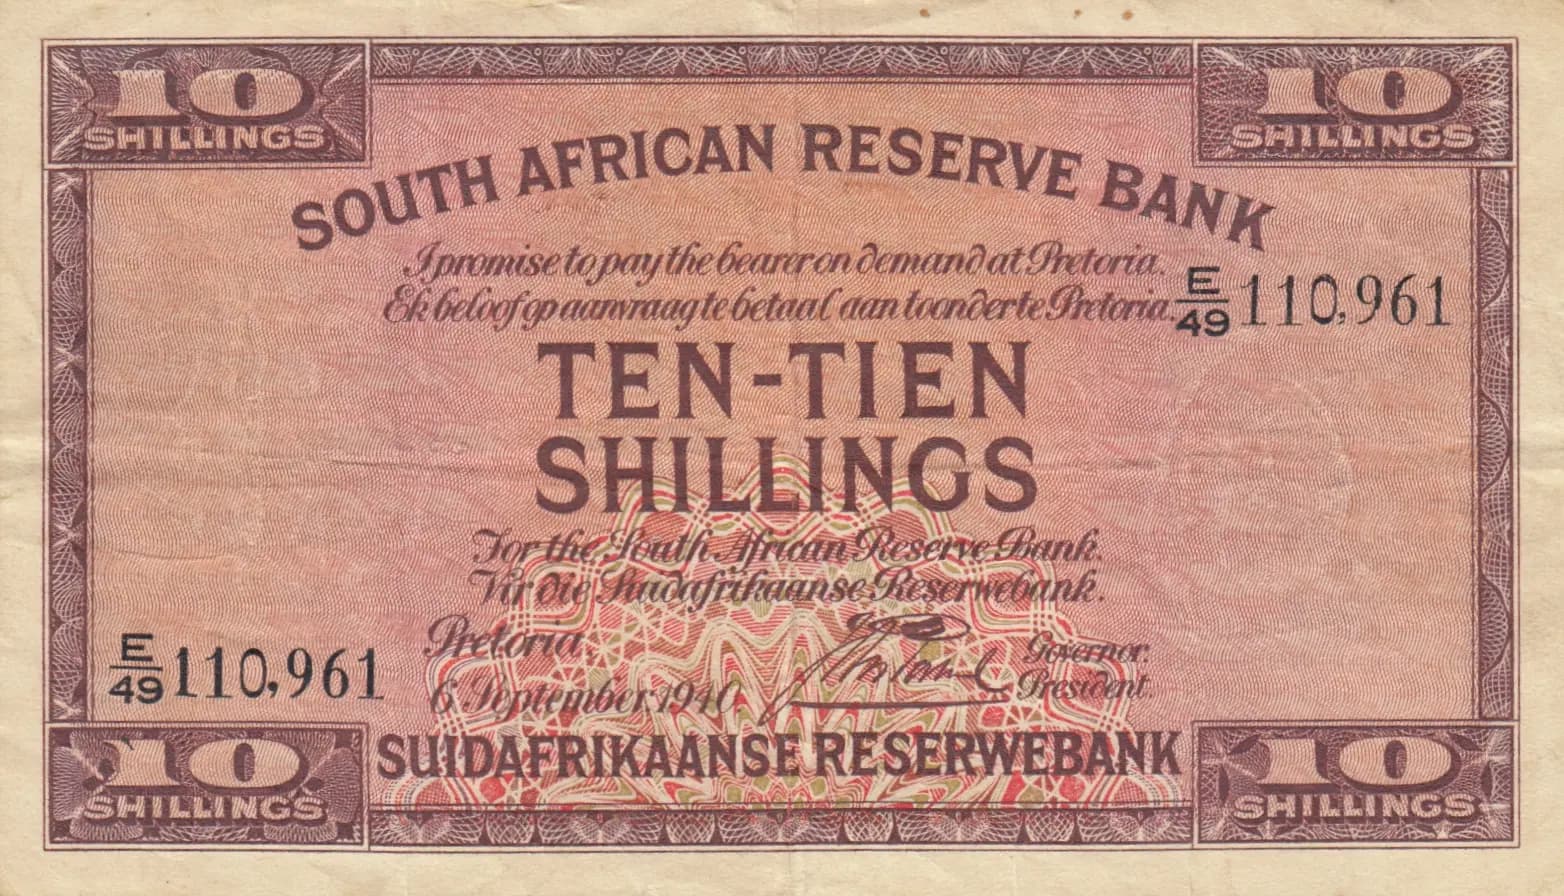 10 10
SHILLINGS SHILLINGS
SOUTH AFRICAN RESERVE BANK
I promise to pay the bearer on demand at Pretoria.
Ek beloof op aanvraag te betaal aan toonder te Pretoria.
E/49 110,961
TEN-TIEN
SHILLINGS
For the South African Reserve Bank.
Vir die Suidafrikaanse Reserwebank.
Pretoria,
Governor.
E/49 110,961
6 September 1940
President.
SUIDAFRIKAANSE RESERWEBANK
10 10
SHILLINGS SHILLINGS